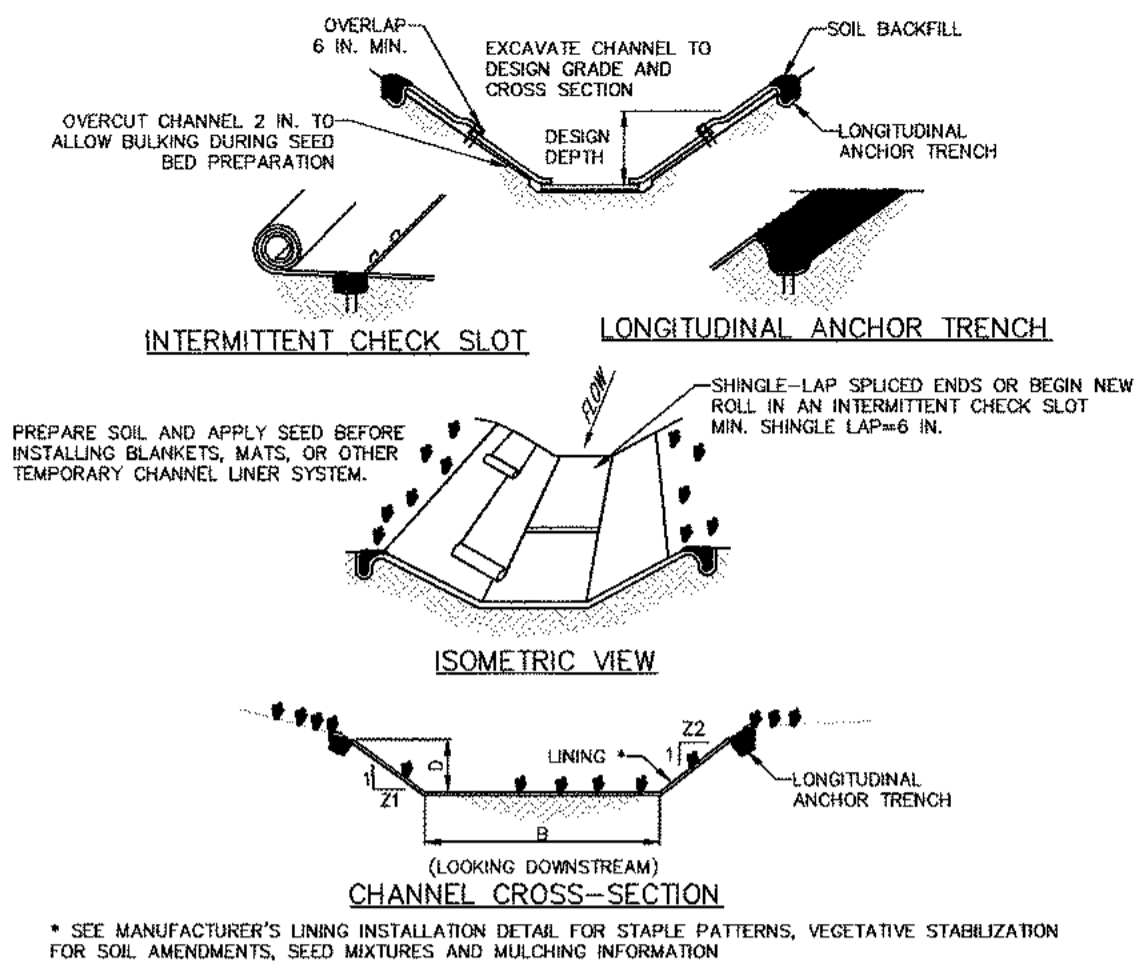 OVERLAP
6 IN. MIN.
EXCAVATE CHANNEL TO
DESIGN GRADE AND
CROSS SECTION
SOIL BACKFILL
OVERCUT CHANNEL 2 IN. TO
ALLOW BULKING DURING SEED
BED PREPARATION
DESIGN
DEPTH
LONGITUDINAL
ANCHOR TRENCH
INTERMITTENT CHECK SLOT
LONGITUDINAL ANCHOR TRENCH
FLOW
SHINGLE-LAP SPLICED ENDS OR BEGIN NEW
ROLL IN AN INTERMITTENT CHECK SLOT
MIN. SHINGLE LAP=6 IN.
PREPARE SOIL AND APPLY SEED BEFORE
INSTALLING BLANKETS, MATS, OR OTHER
TEMPORARY CHANNEL LINER SYSTEM.
ISOMETRIC VIEW
1
Z1
D
LINING *
1
Z2
LONGITUDINAL
ANCHOR TRENCH
B
(LOOKING DOWNSTREAM)
CHANNEL CROSS-SECTION
* SEE MANUFACTURER'S LINING INSTALLATION DETAIL FOR STAPLE PATTERNS, VEGETATIVE STABILIZATION
FOR SOIL AMENDMENTS, SEED MIXTURES AND MULCHING INFORMATION